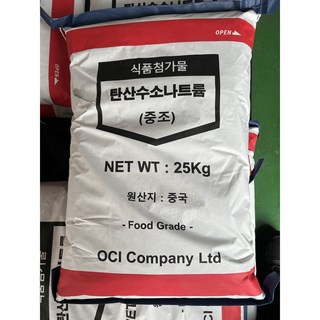 OPEN
식품첨가물
탄산수소나트륨
(중조)
NET WT : 25Kg
원산지 : 중국
- Food Grade -
OCI Company Ltd